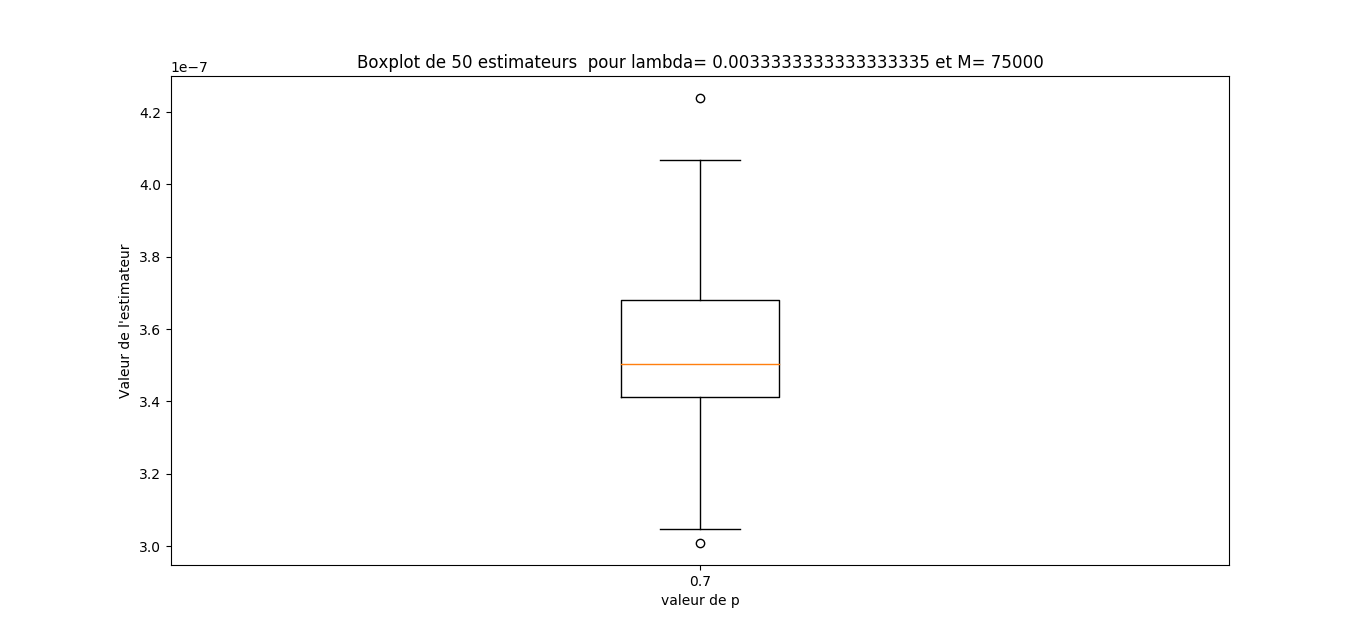 Boxplot de 50 estimateurs  pour lambda= 0.0033333333333333335 et M= 75000
1e−7
4.2
4.0
3.8
3.6
3.4
3.2
3.0
Valeur de l'estimateur
0.7
valeur de p